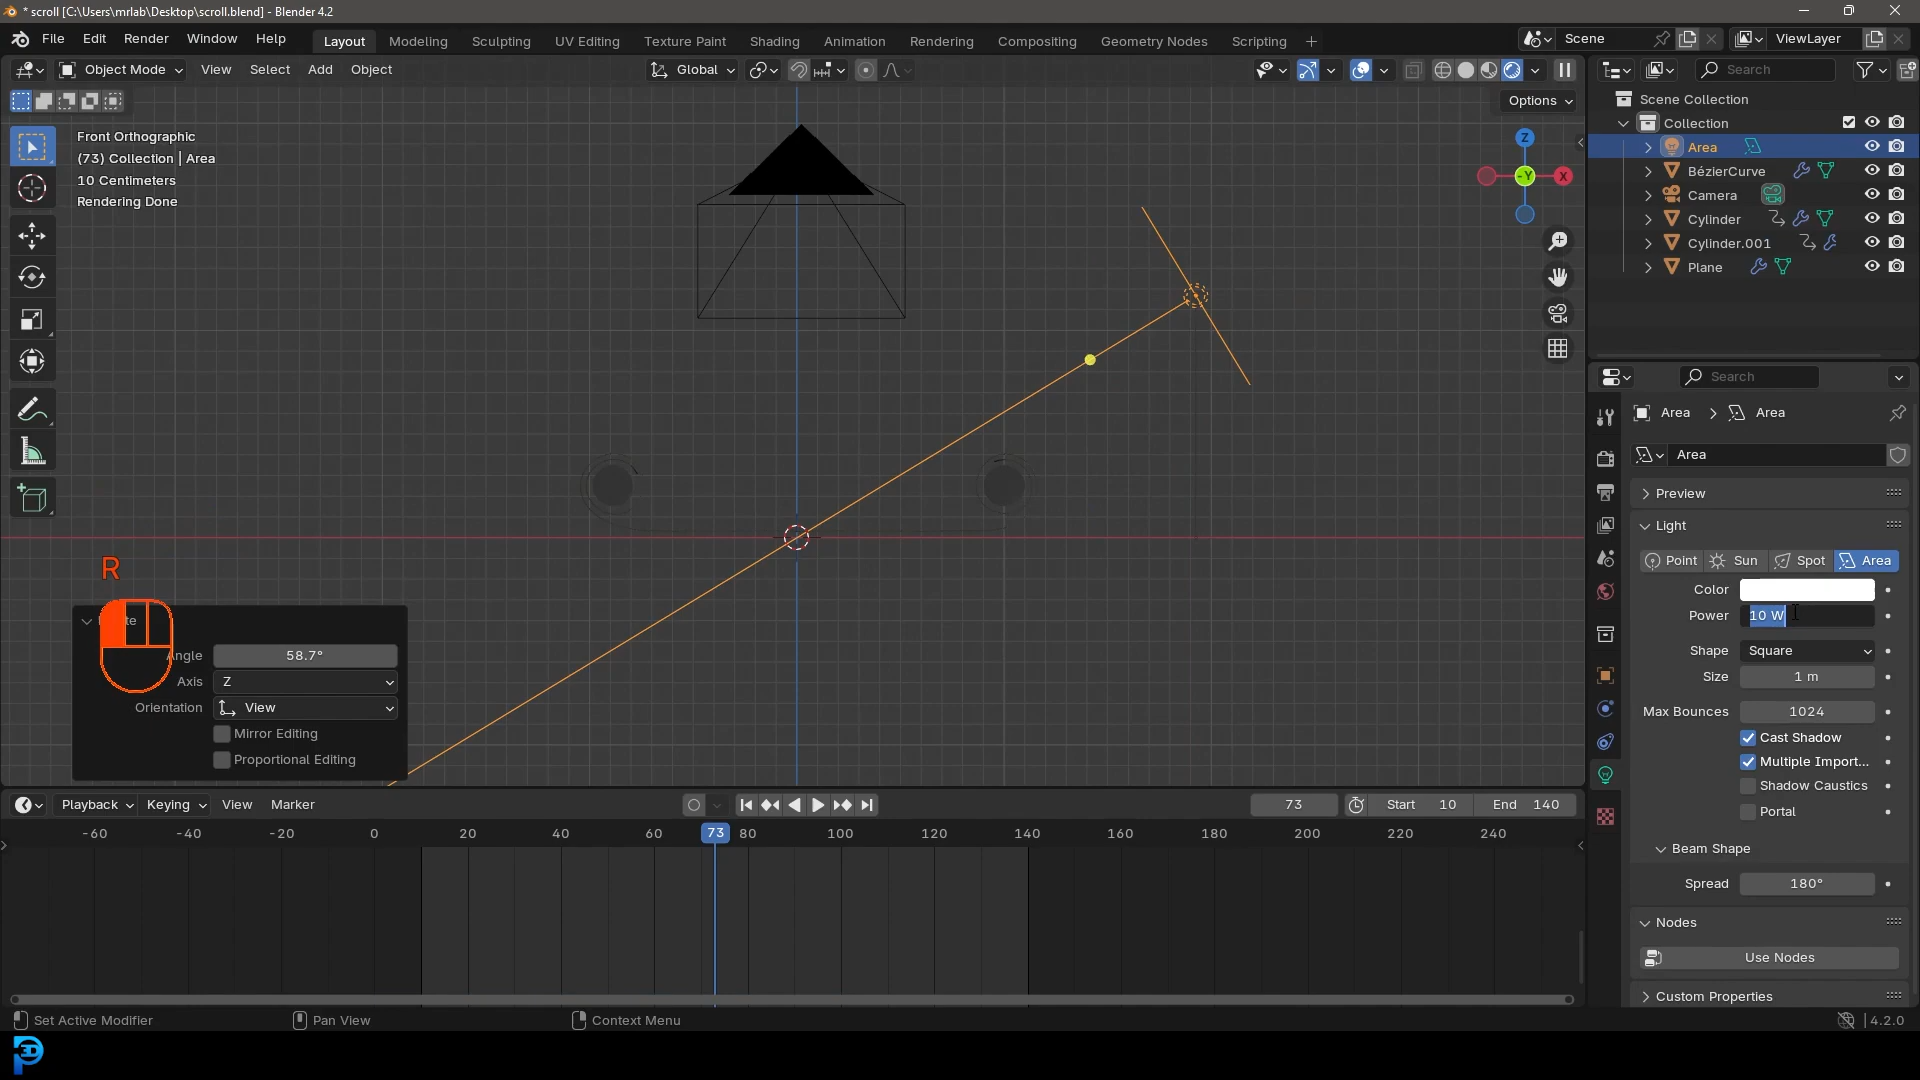 * scroll [C:\Users\mrlab\Desktop\scroll.blend] - Blender 4.2
File Edit Render Window Help Layout Modeling Sculpting UV Editing Texture Paint Shading Animation Rendering Compositing Geometry Nodes Scripting + Scene ViewLayer
Object Mode View Select Add Object Global
Search
Options
Front Orthographic
(73) Collection | Area
10 Centimeters
Rendering Done
Z
-Y
X
Scene Collection
Collection
Area
BézierCurve
Camera
Cylinder
Cylinder.001
Plane
Search
Area > Area
Area
Preview
Light
Point Sun Spot Area
Color
Power 10 W
Shape Square
Size 1 m
Max Bounces 1024
Cast Shadow
Multiple Import...
Shadow Caustics
Portal
Beam Shape
Spread 180°
Nodes
Use Nodes
Custom Properties
R
Angle 58.7°
Axis Z
Orientation View
Mirror Editing
Proportional Editing
Playback Keying View Marker 73 Start 10 End 140
-60 -40 -20 0 20 40 60 73 80 100 120 140 160 180 200 220 240
Set Active Modifier Pan View Context Menu 4.2.0